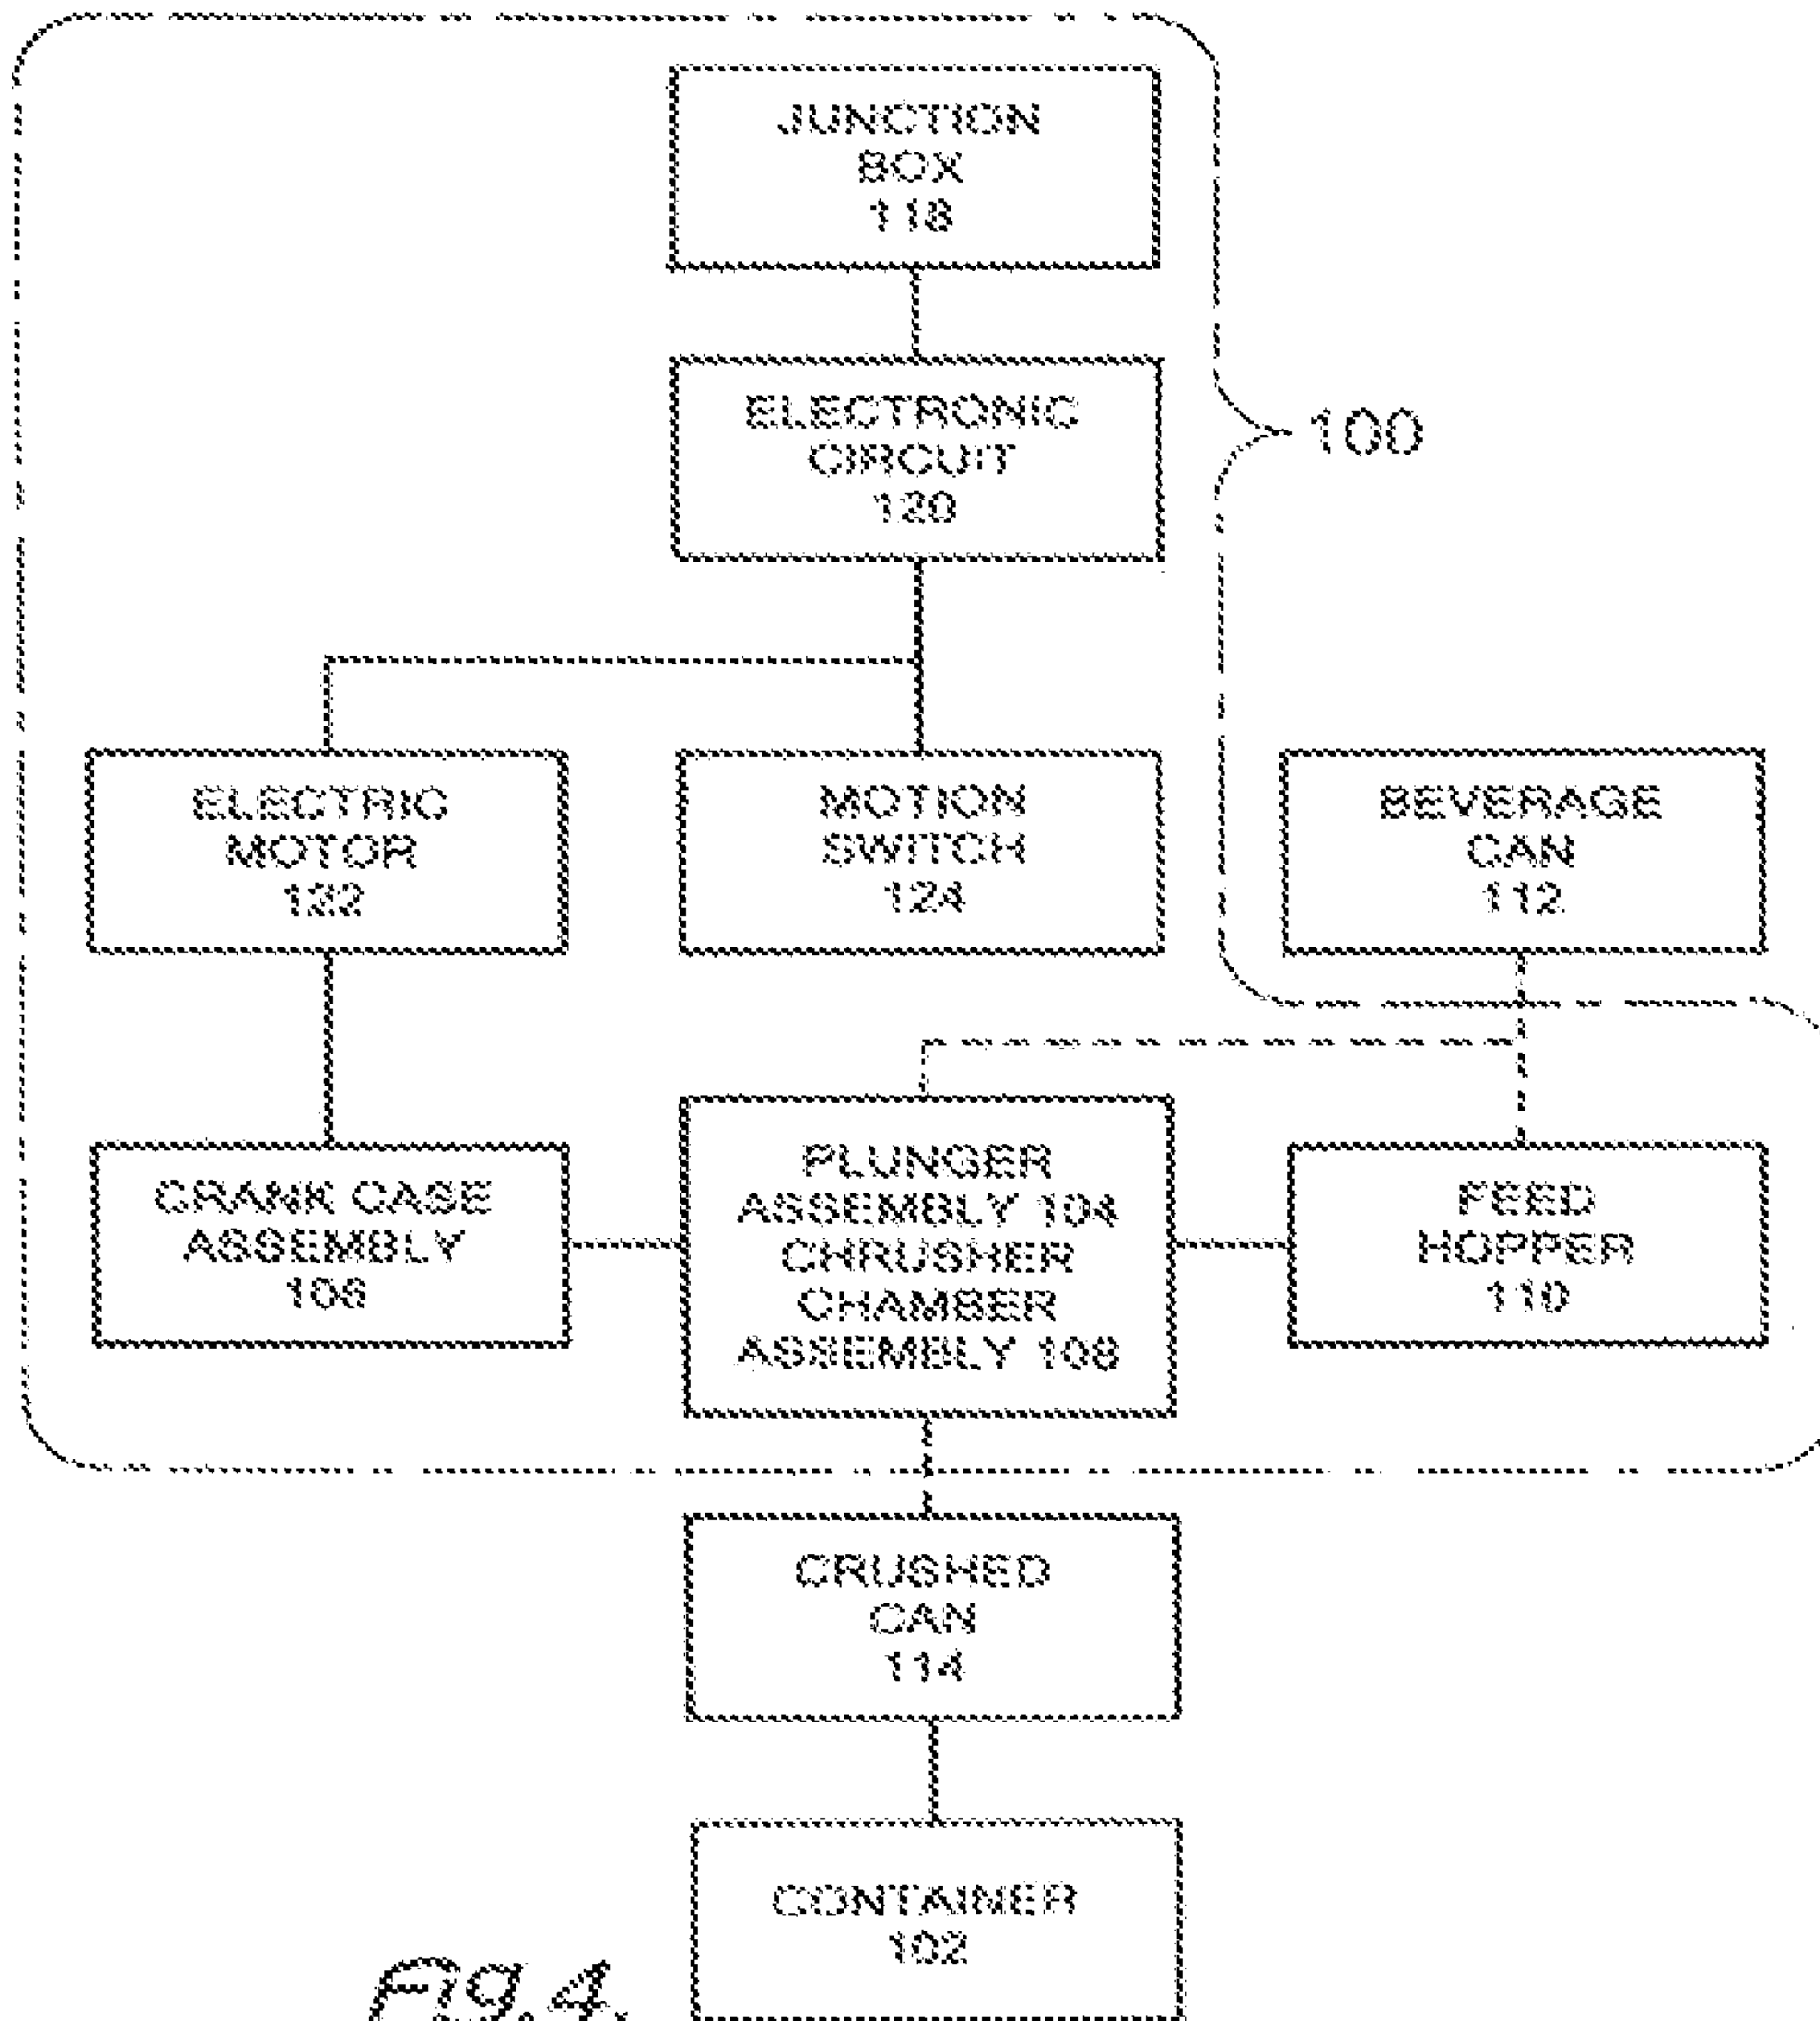 JUNCTION
BOX
118
ELECTRONIC
CIRCUIT
120
100
ELECTRIC
MOTOR
122
MOTION
SWITCH
124
BEVERAGE
CAN
112
CRANK CASE
ASSEMBLY
106
PLUNGER
ASSEMBLY 104
CHRUSHER
CHAMBER
ASSEMBLY 108
FEED
HOPPER
110
CRUSHED
CAN
114
CONTAINER
102
Fig.4.